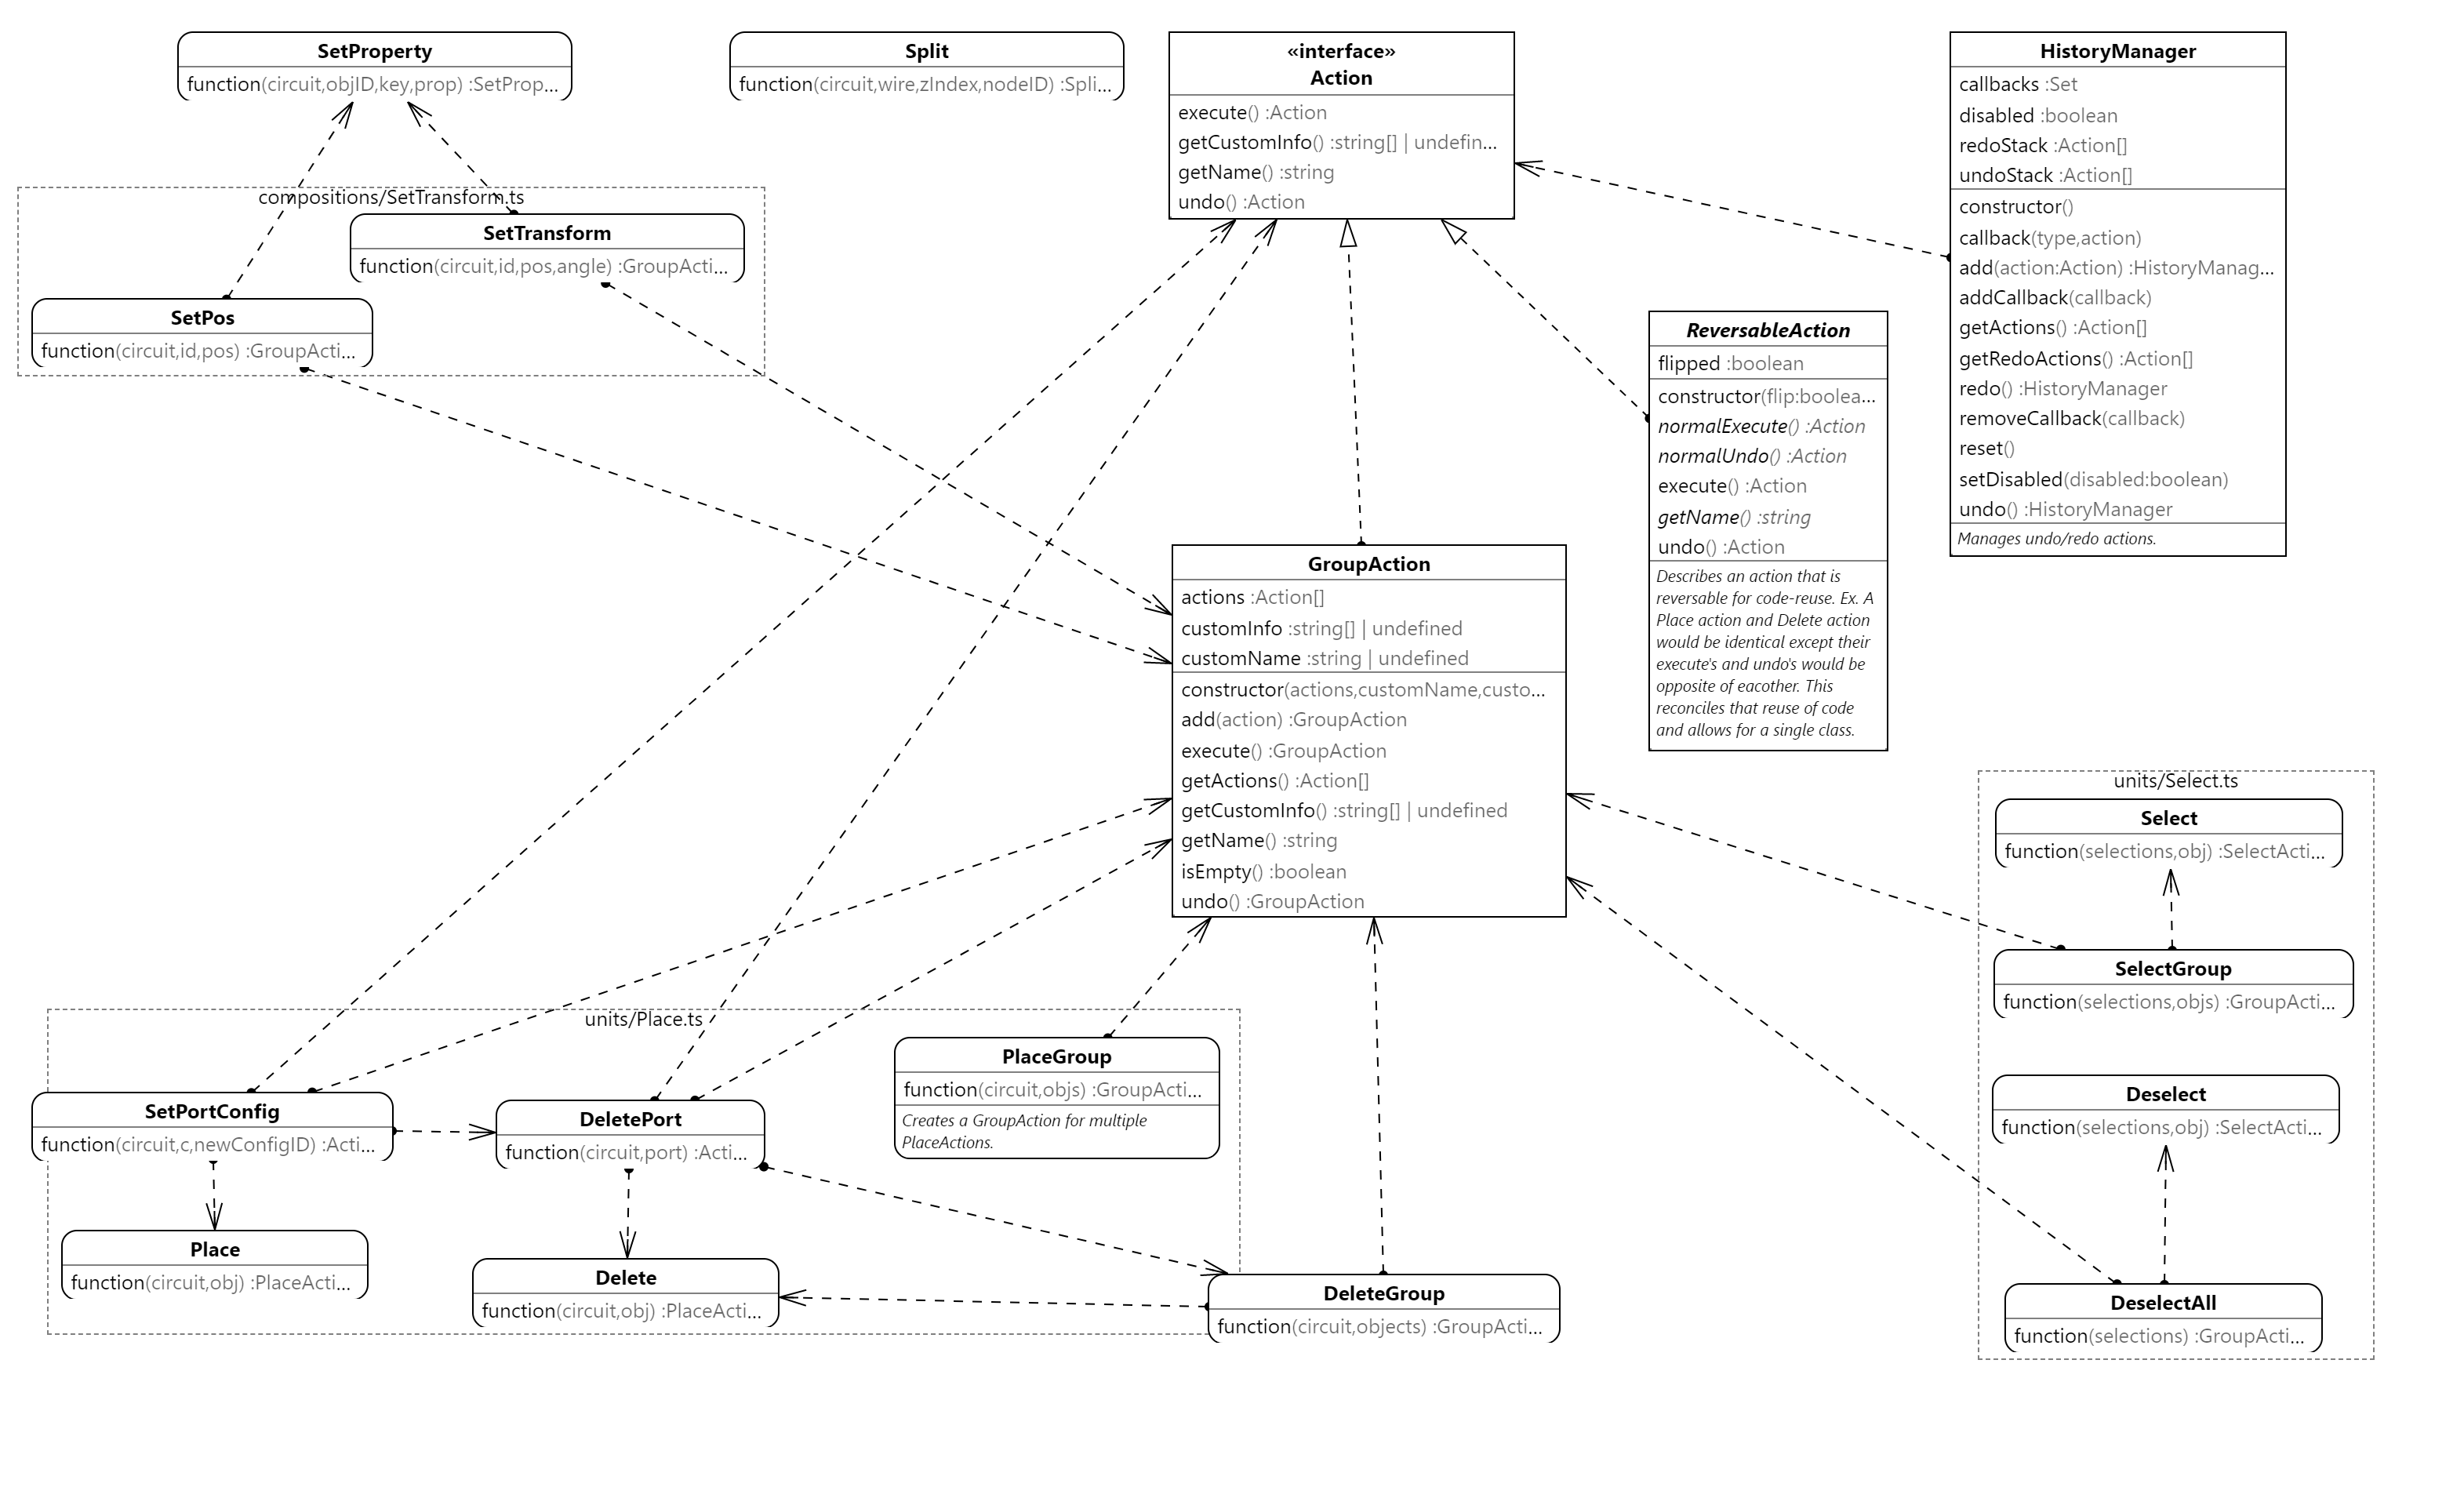 SetProperty
function(circuit,objID,key,prop) :SetProp...
Split
function(circuit,wire,zIndex,nodeID) :Spli...
«interface»
Action
execute() :Action
getCustomInfo() :string[] | undefin...
getName() :string
undo() :Action
HistoryManager
callbacks :Set
disabled :boolean
redoStack :Action[]
undoStack :Action[]
constructor()
callback(type,action)
add(action:Action) :HistoryManag...
addCallback(callback)
getActions() :Action[]
getRedoActions() :Action[]
redo() :HistoryManager
removeCallback(callback)
reset()
setDisabled(disabled:boolean)
undo() :HistoryManager
Manages undo/redo actions.
compositions/SetTransform.ts
SetTransform
function(circuit,id,pos,angle) :GroupActi...
SetPos
function(circuit,id,pos) :GroupActi...
ReversableAction
flipped :boolean
constructor(flip:boolea...
normalExecute() :Action
normalUndo() :Action
execute() :Action
getName() :string
undo() :Action
Describes an action that is
reversable for code-reuse. Ex. A
Place action and Delete action
would be identical except their
execute's and undo's would be
opposite of eacother. This
reconciles that reuse of code
and allows for a single class.
GroupAction
actions :Action[]
customInfo :string[] | undefined
customName :string | undefined
constructor(actions,customName,custo...
add(action) :GroupAction
execute() :GroupAction
getActions() :Action[]
getCustomInfo() :string[] | undefined
getName() :string
isEmpty() :boolean
undo() :GroupAction
units/Select.ts
Select
function(selections,obj) :SelectActi...
SelectGroup
function(selections,objs) :GroupActi...
Deselect
function(selections,obj) :SelectActi...
DeselectAll
function(selections) :GroupActi...
units/Place.ts
PlaceGroup
function(circuit,objs) :GroupActi...
Creates a GroupAction for multiple
PlaceActions.
SetPortConfig
function(circuit,c,newConfigID) :Acti...
DeletePort
function(circuit,port) :Acti...
Place
function(circuit,obj) :PlaceActi...
Delete
function(circuit,obj) :PlaceActi...
DeleteGroup
function(circuit,objects) :GroupActi...